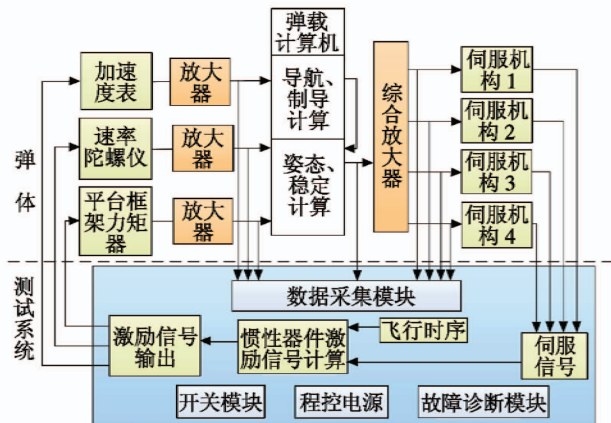 弹载
计算机
加速
度表
放大
器
导航、
制导
计算
综合放大器
伺服机
构1
速率
陀螺仪
放大
器
姿态、
稳定
计算
伺服机
构2
弹体
平台框
架力矩
器
放大
器
伺服机
构3
伺服机
构4
测试系统
数据采集模块
激励信号
输出
惯性器件激
励信号计算
飞行时序
伺服
信号
开关模块
程控电源
故障诊断模块